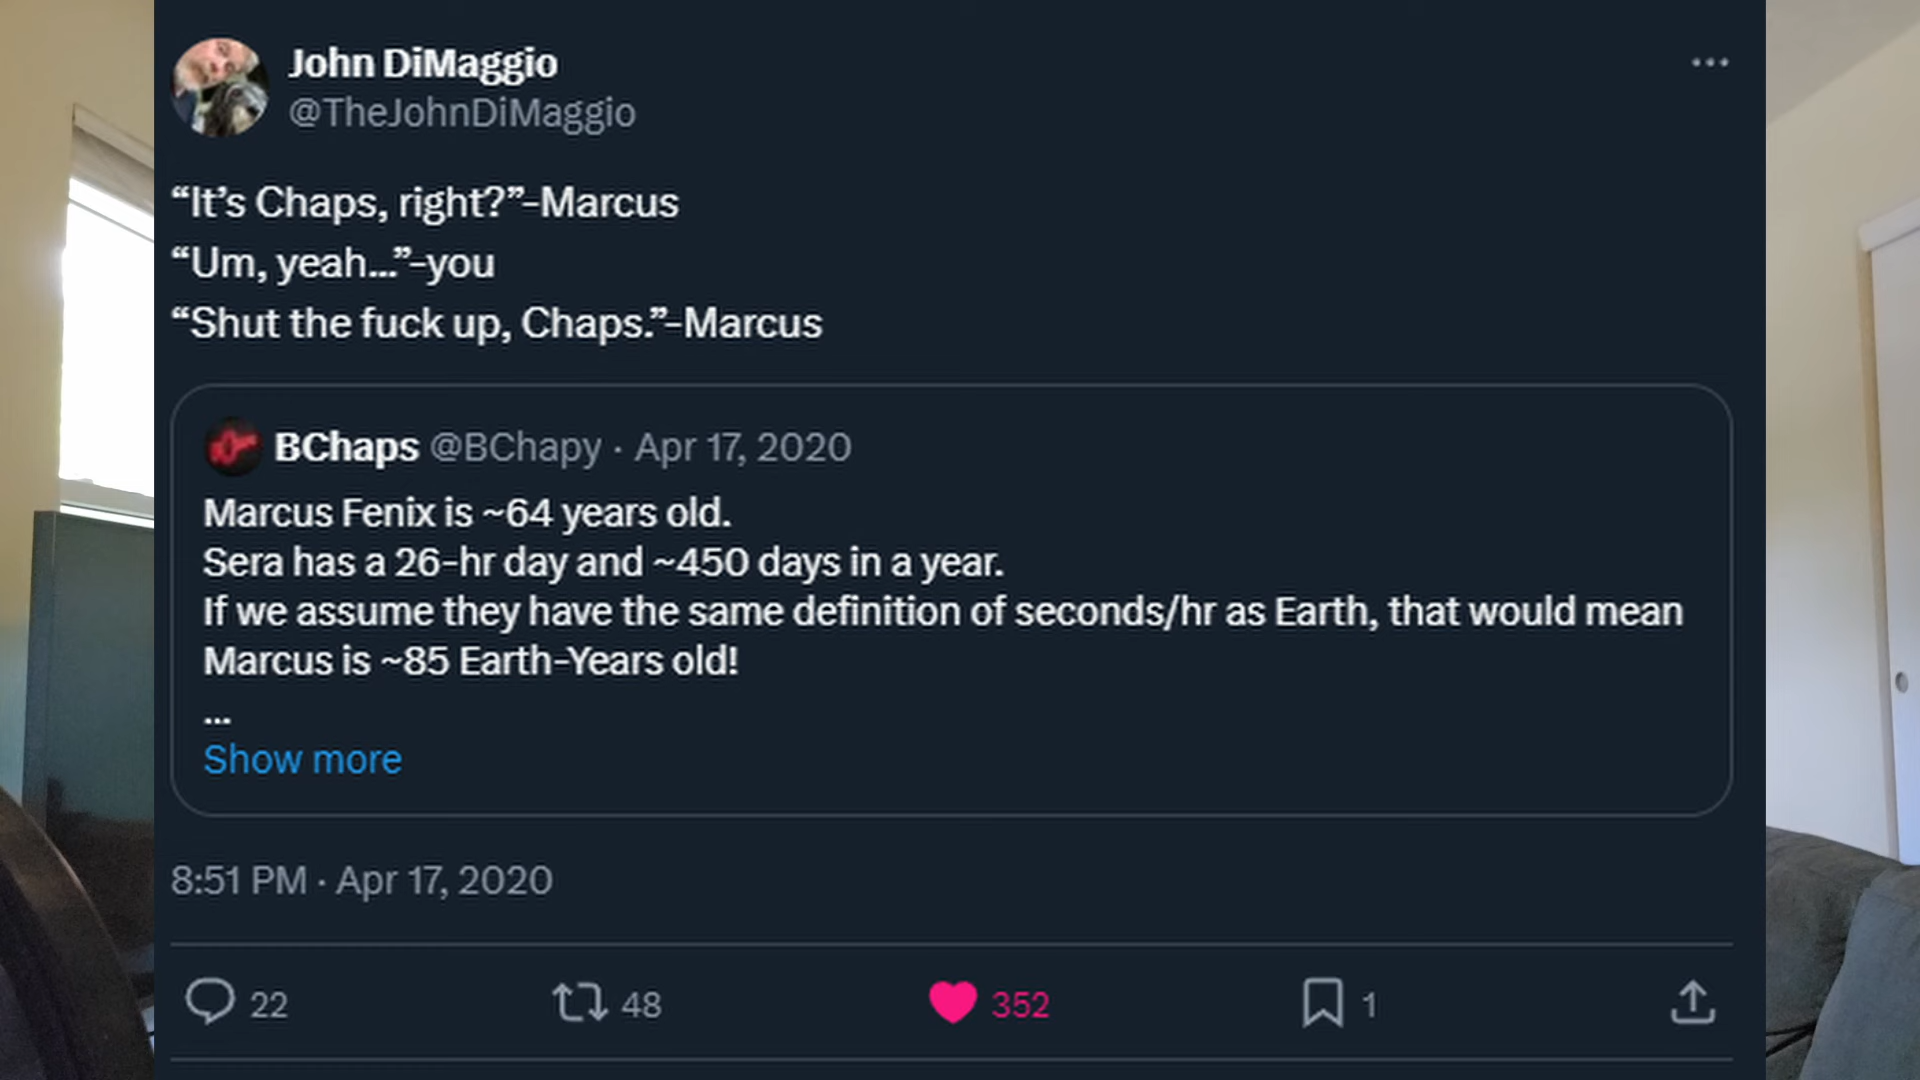 John DiMaggio
@TheJohnDiMaggio
“It’s Chaps, right?”-Marcus
“Um, yeah...”-you
“Shut the fuck up, Chaps.”-Marcus
BChaps @BChapy · Apr 17, 2020
Marcus Fenix is ~64 years old.
Sera has a 26-hr day and ~450 days in a year.
If we assume they have the same definition of seconds/hr as Earth, that would mean
Marcus is ~85 Earth-Years old!
...
Show more
8:51 PM · Apr 17, 2020
22 48 352 1